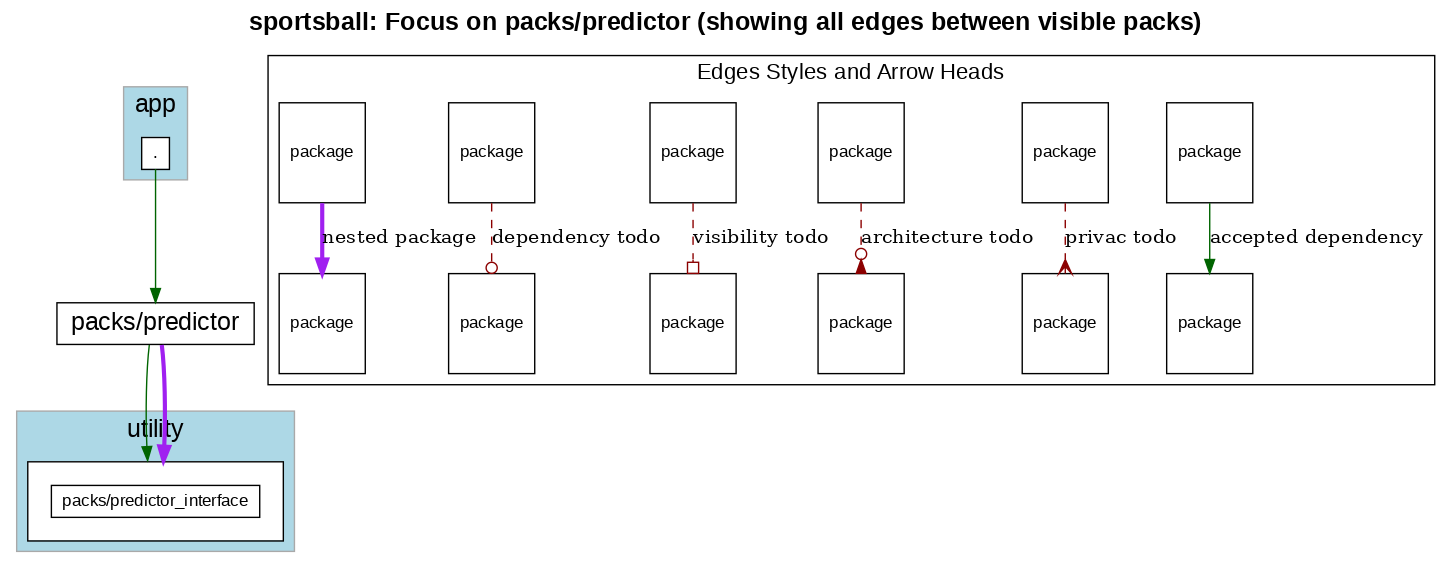 sportsball: Focus on packs/predictor (showing all edges between visible packs)
Edges Styles and Arrow Heads
app
.
package package package package package package
nested package dependency todo visibility todo architecture todo privac todo accepted dependency
packs/predictor
package package package package package package
utility
packs/predictor_interface